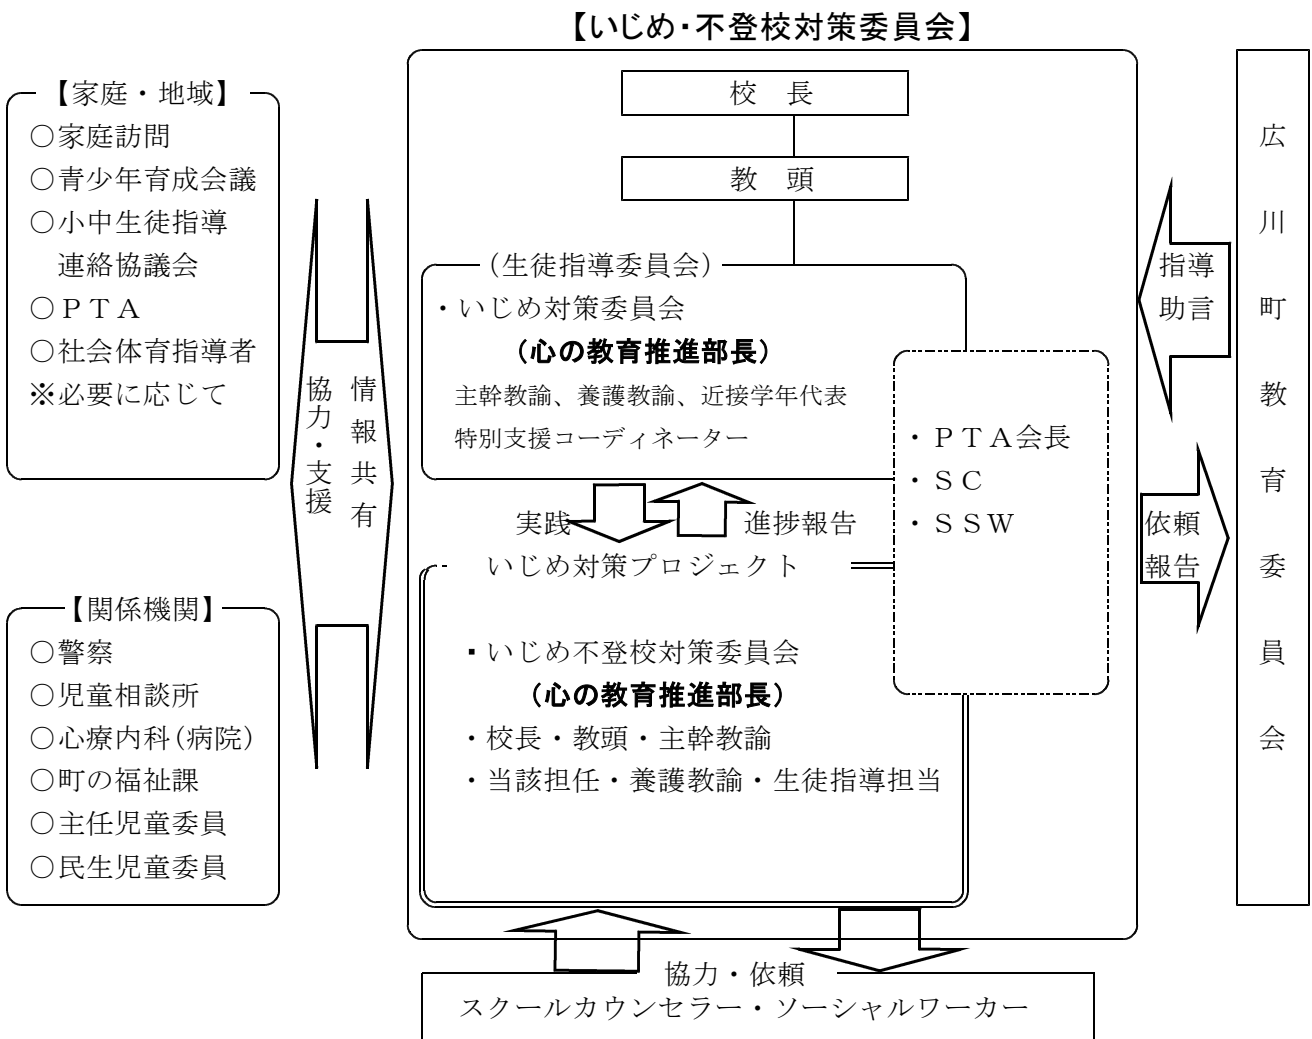 【いじめ・不登校対策委員会】
校　長
教　頭
【家庭・地域】
○家庭訪問
○青少年育成会議
○小中生徒指導
連絡協議会
○ＰＴＡ
○社会体育指導者
※必要に応じて
【関係機関】
○警察
○児童相談所
○心療内科(病院)
○町の福祉課
○主任児童委員
○民生児童委員
情報共有
協力・支援
(生徒指導委員会)
・いじめ対策委員会
(心の教育推進部長)
主幹教諭、養護教諭、近接学年代表
特別支援コーディネーター
実践
進捗報告
いじめ対策プロジェクト
▪いじめ不登校対策委員会
(心の教育推進部長)
・校長・教頭・主幹教諭
・当該担任・養護教諭・生徒指導担当
・ＰＴＡ会長
・ＳＣ
・ＳＳＷ
指導
助言
依頼
報告
広川町教育委員会
協力・依頼
スクールカウンセラー・ソーシャルワーカー